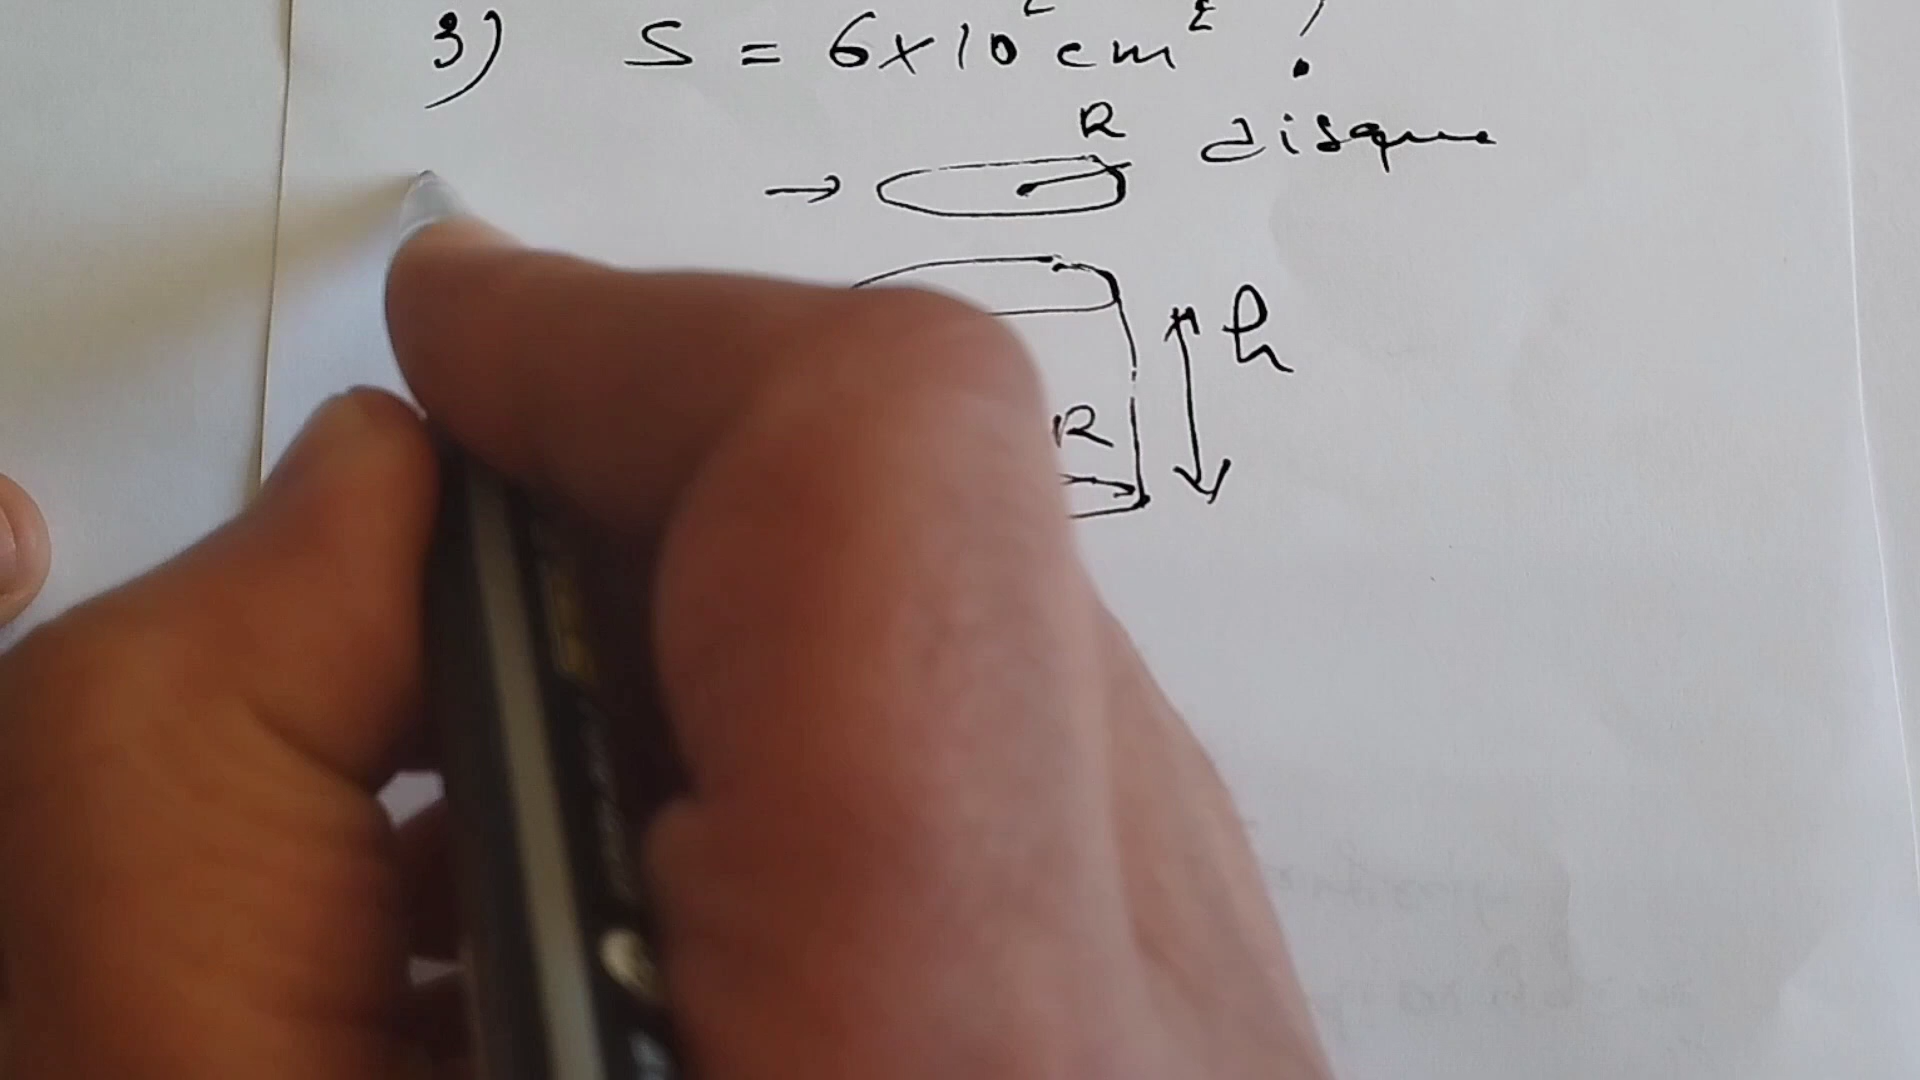 3) S = 6×10² cm² !
R disque
h
R